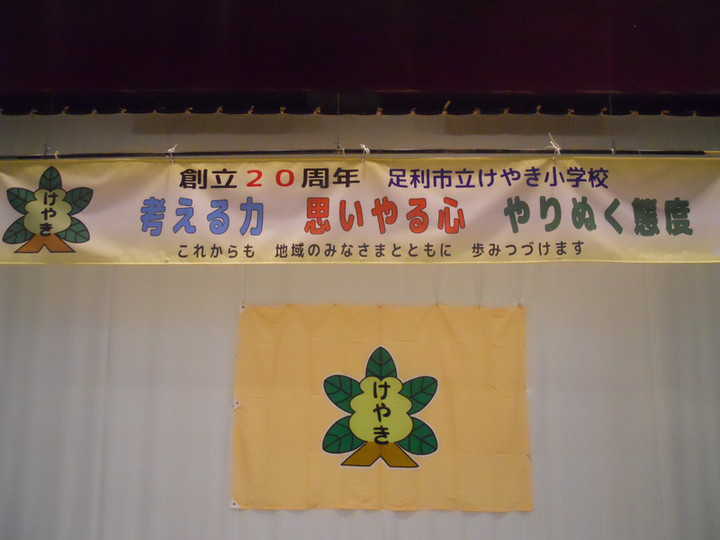 創立２０周年 足利市立けやき小学校
けやき
考える力 思いやる心 やりぬく態度
これからも 地域のみなさまとともに 歩みつづけます
けやき